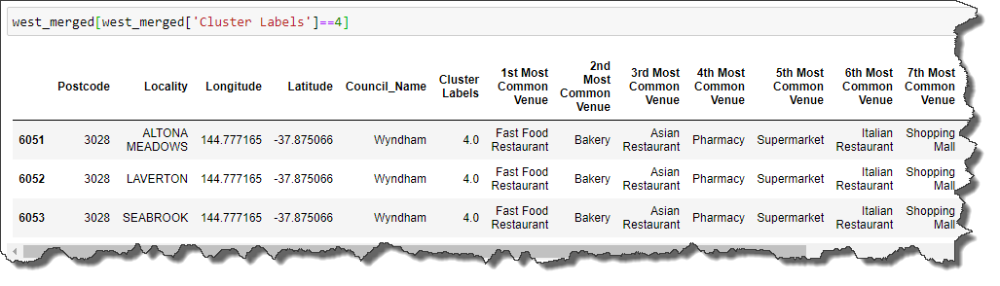 west_merged[west_merged['Cluster Labels']==4]
Postcode Locality Longitude Latitude Council_Name Cluster Labels 1st Most Common Venue 2nd Most Common Venue 3rd Most Common Venue 4th Most Common Venue 5th Most Common Venue 6th Most Common Venue 7th Most Common Venue
6051 3028 ALTONA MEADOWS 144.777165 -37.875066 Wyndham 4.0 Fast Food Restaurant Bakery Asian Restaurant Pharmacy Supermarket Italian Restaurant Shopping Mall
6052 3028 LAVERTON 144.777165 -37.875066 Wyndham 4.0 Fast Food Restaurant Bakery Asian Restaurant Pharmacy Supermarket Italian Restaurant Shopping Mall
6053 3028 SEABROOK 144.777165 -37.875066 Wyndham 4.0 Fast Food Restaurant Bakery Asian Restaurant Pharmacy Supermarket Italian Restaurant Shopping Mall